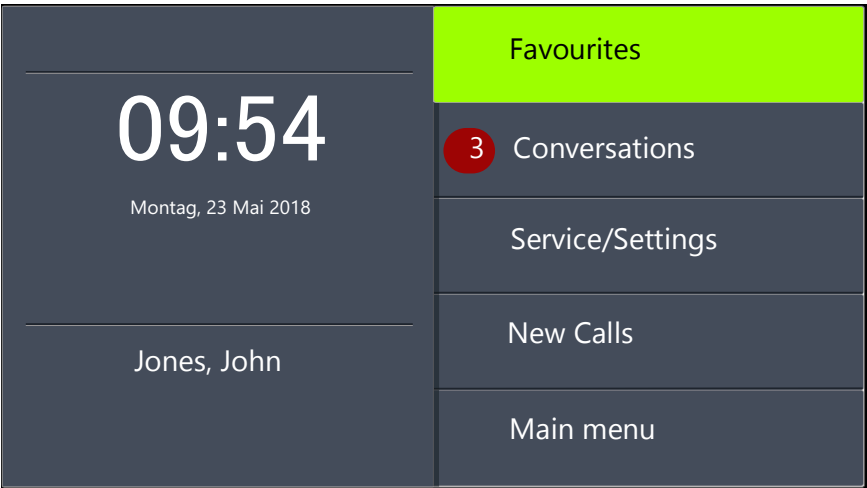 09:54
Montag, 23 Mai 2018
Jones, John
Favourites
3 Conversations
Service/Settings
New Calls
Main menu